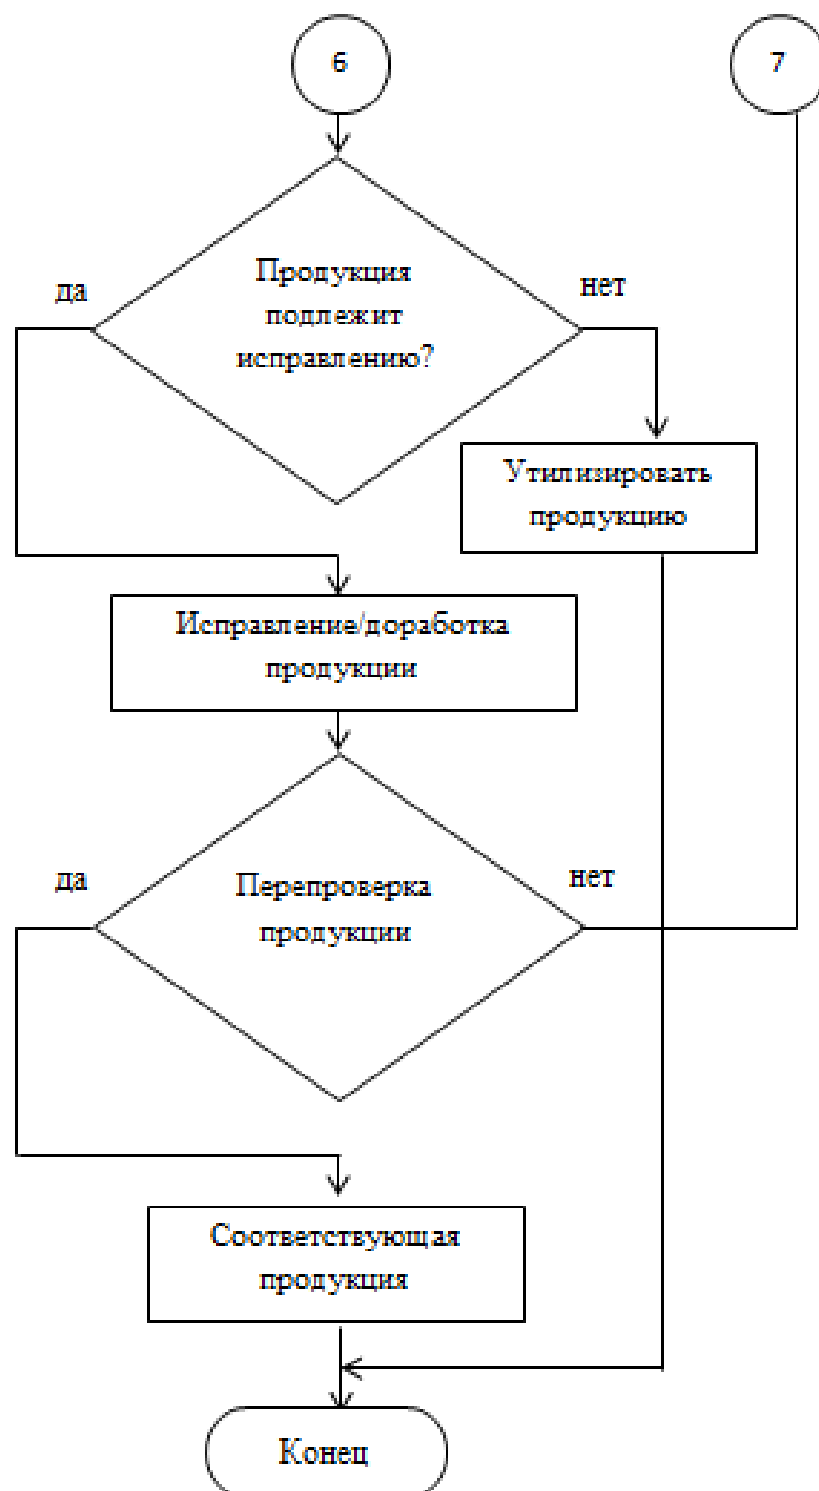 6
7
Продукция
подлежит
исправлению?
да
нет
Утилизировать
продукцию
Исправление/доработка
продукции
да
Перепроверка
продукции
нет
Соответствующая
продукция
Конец